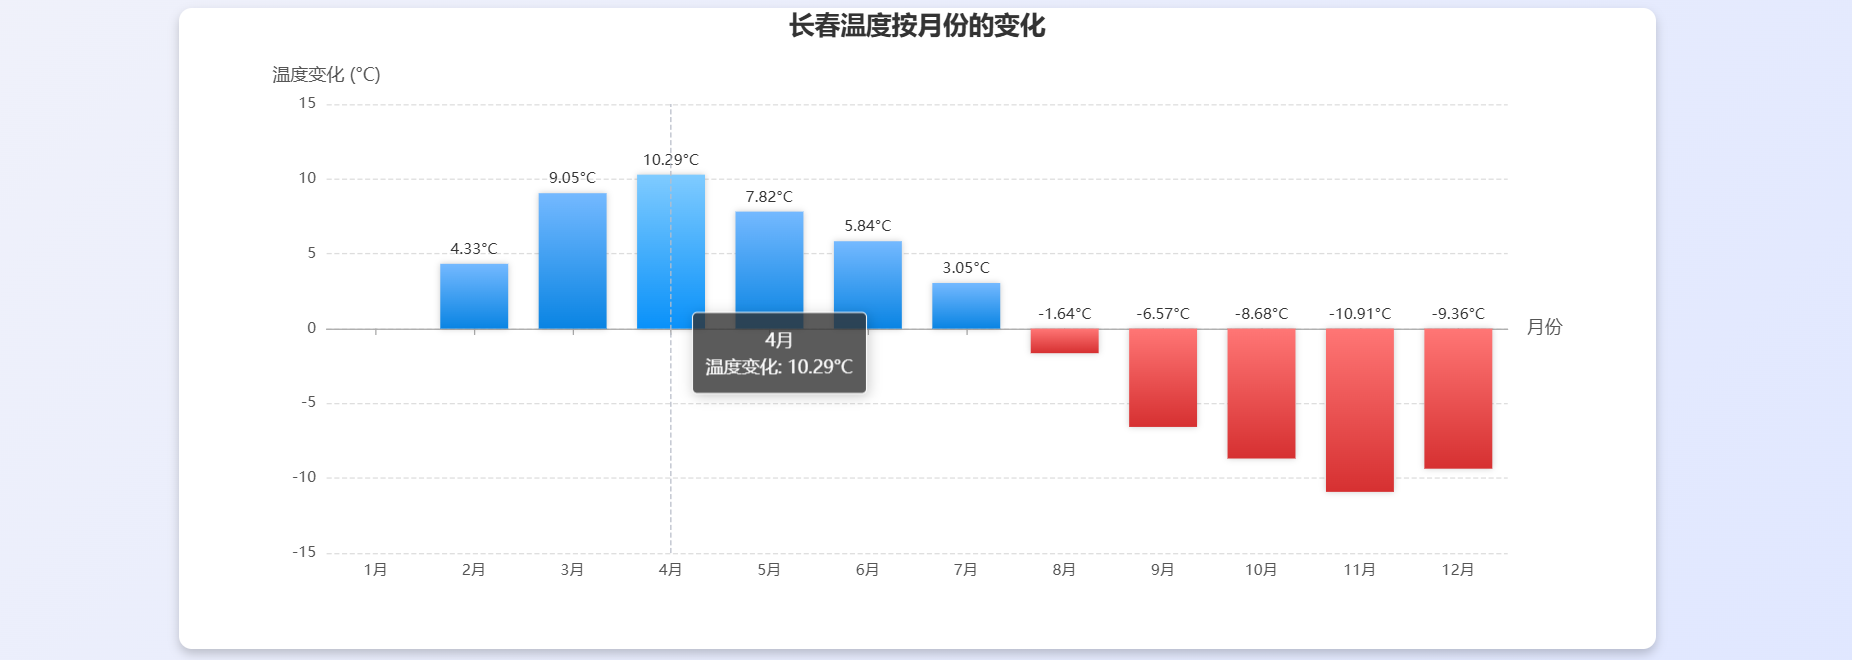 长春温度按月份的变化
温度变化 (°C)
15
10
5
0
-5
-10
-15
4.33°C
9.05°C
10.29°C
7.82°C
5.84°C
3.05°C
-1.64°C
-6.57°C
-8.68°C
-10.91°C
-9.36°C
月份
4月
温度变化: 10.29°C
1月
2月
3月
4月
5月
6月
7月
8月
9月
10月
11月
12月